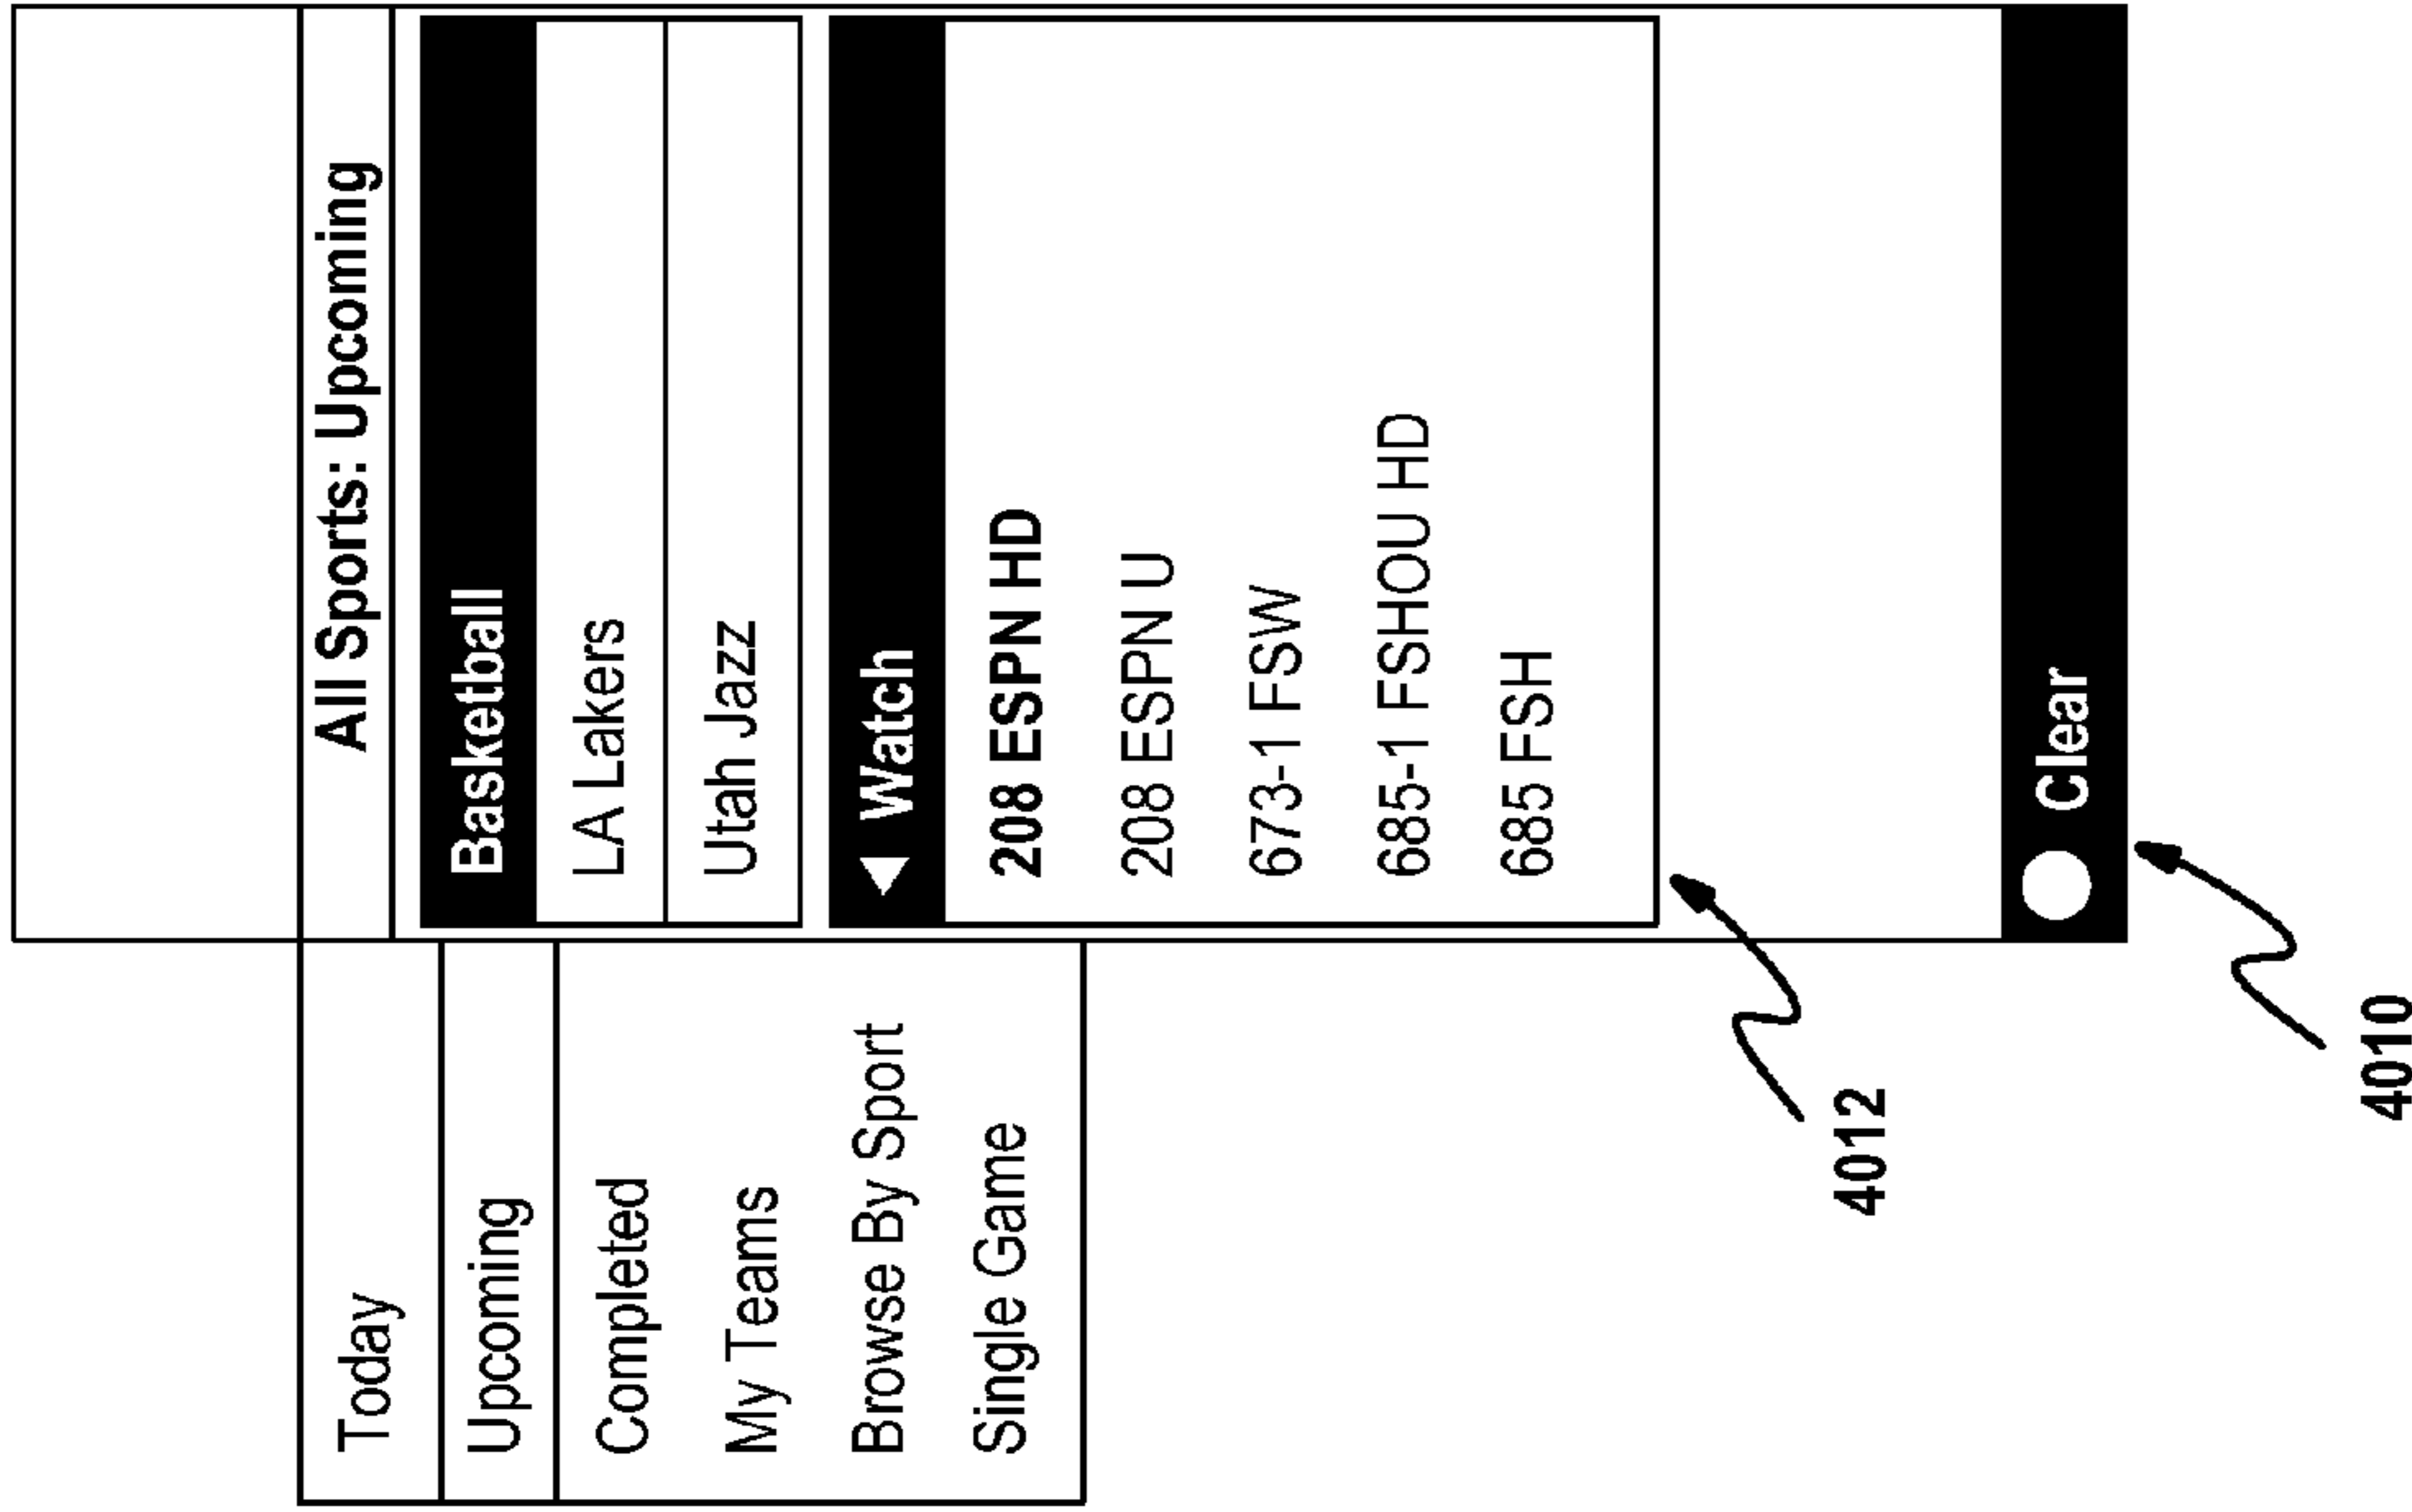 Today
Upcoming
Completed
My Teams
Browse By Sport
Single Game
All Sports: Upcoming
Basketball
LA Lakers
Utah Jazz
Watch
208 ESPN HD
208 ESPN U
673-1 FSW
685-1 FSHOU HD
685 FSH
Clear
4012
4010